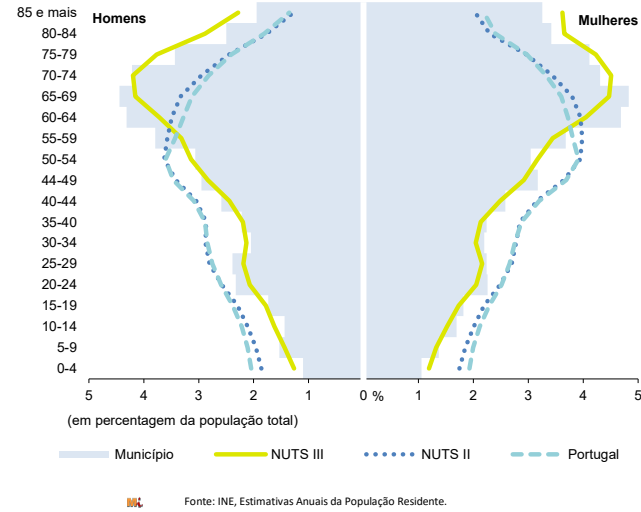 85 e mais
Homens
Mulheres
80-84
75-79
70-74
65-69
60-64
55-59
50-54
44-49
40-44
35-40
30-34
25-29
20-24
15-19
10-14
5-9
0-4
5 4 3 2 1 0 % 1 2 3 4 5
(em percentagem da população total)
Município NUTS III NUTS II Portugal
Fonte: INE, Estimativas Anuais da População Residente.